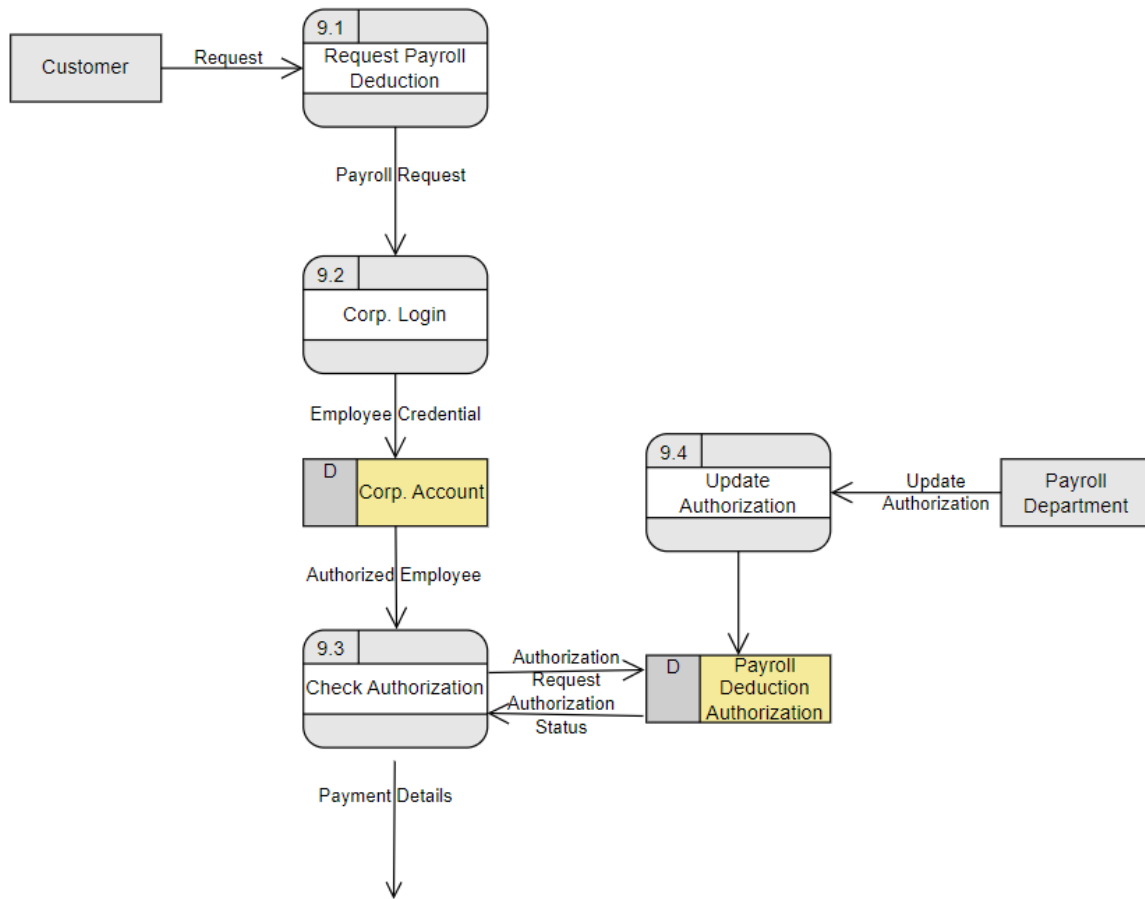 9.1
Customer
Request
Request Payroll
Deduction
Payroll Request
9.2
Corp. Login
Employee Credential
D
Corp. Account
9.4
Update
Authorization
Update
Authorization
Payroll
Department
Authorized Employee
9.3
Check Authorization
Authorization
Request
Authorization
Status
D
Payroll
Deduction
Authorization
Payment Details